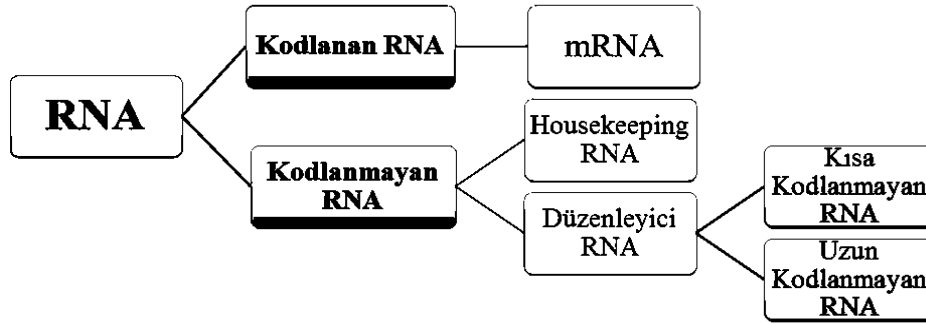 RNA
Kodlanan RNA
mRNA
Kodlanmayan
RNA
Housekeeping
RNA
Düzenleyici
RNA
Kısa
Kodlanmayan
RNA
Uzun
Kodlanmayan
RNA